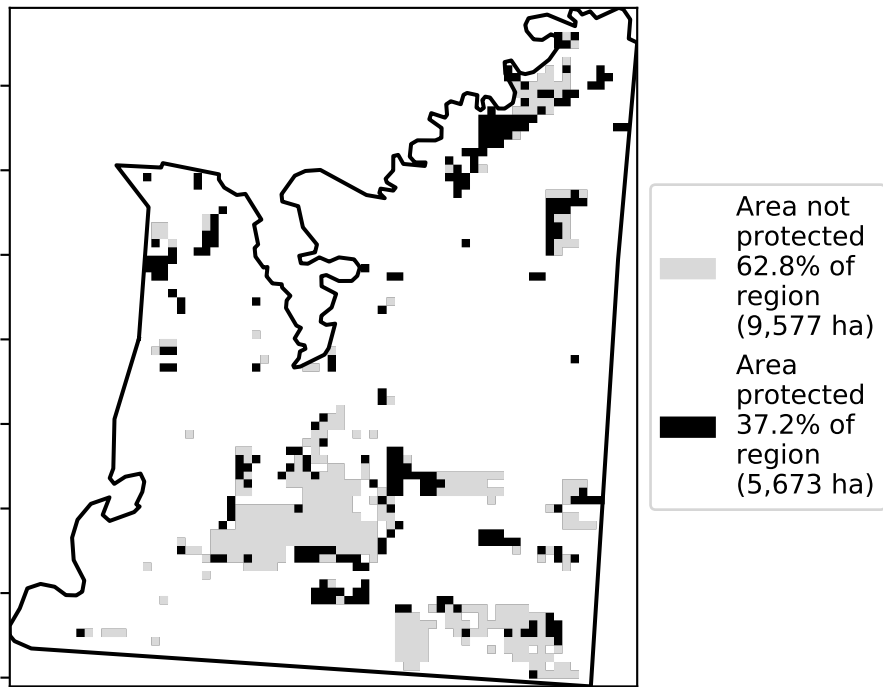 Area not
protected
62.8% of
region
(9,577 ha)
Area
protected
37.2% of
region
(5,673 ha)